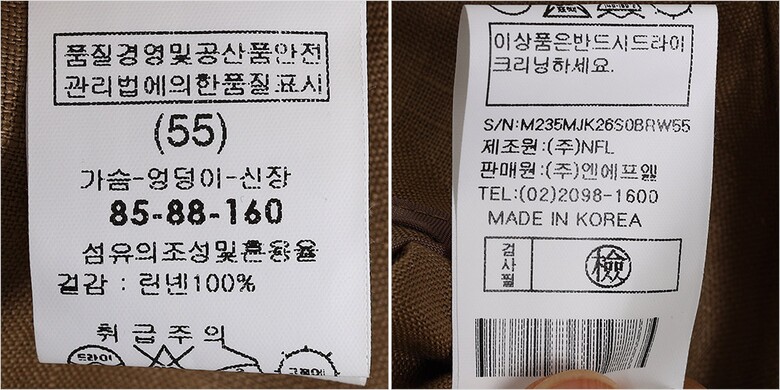 품질경영및공산품안전
관리법에의한품질표시
(55)
가슴-엉덩이-신장
85-88-160
섬유의조성및혼용율
겉감 : 린넨100%
취급주의
드라이
이상품은반드시드라이
크리닝하세요.
S/N:M235MJK26S0BRW55
제조원:(주)NFL
판매원:(주)엔에프엘
TEL:(02)2098-1600
MADE IN KOREA
검사필
檢